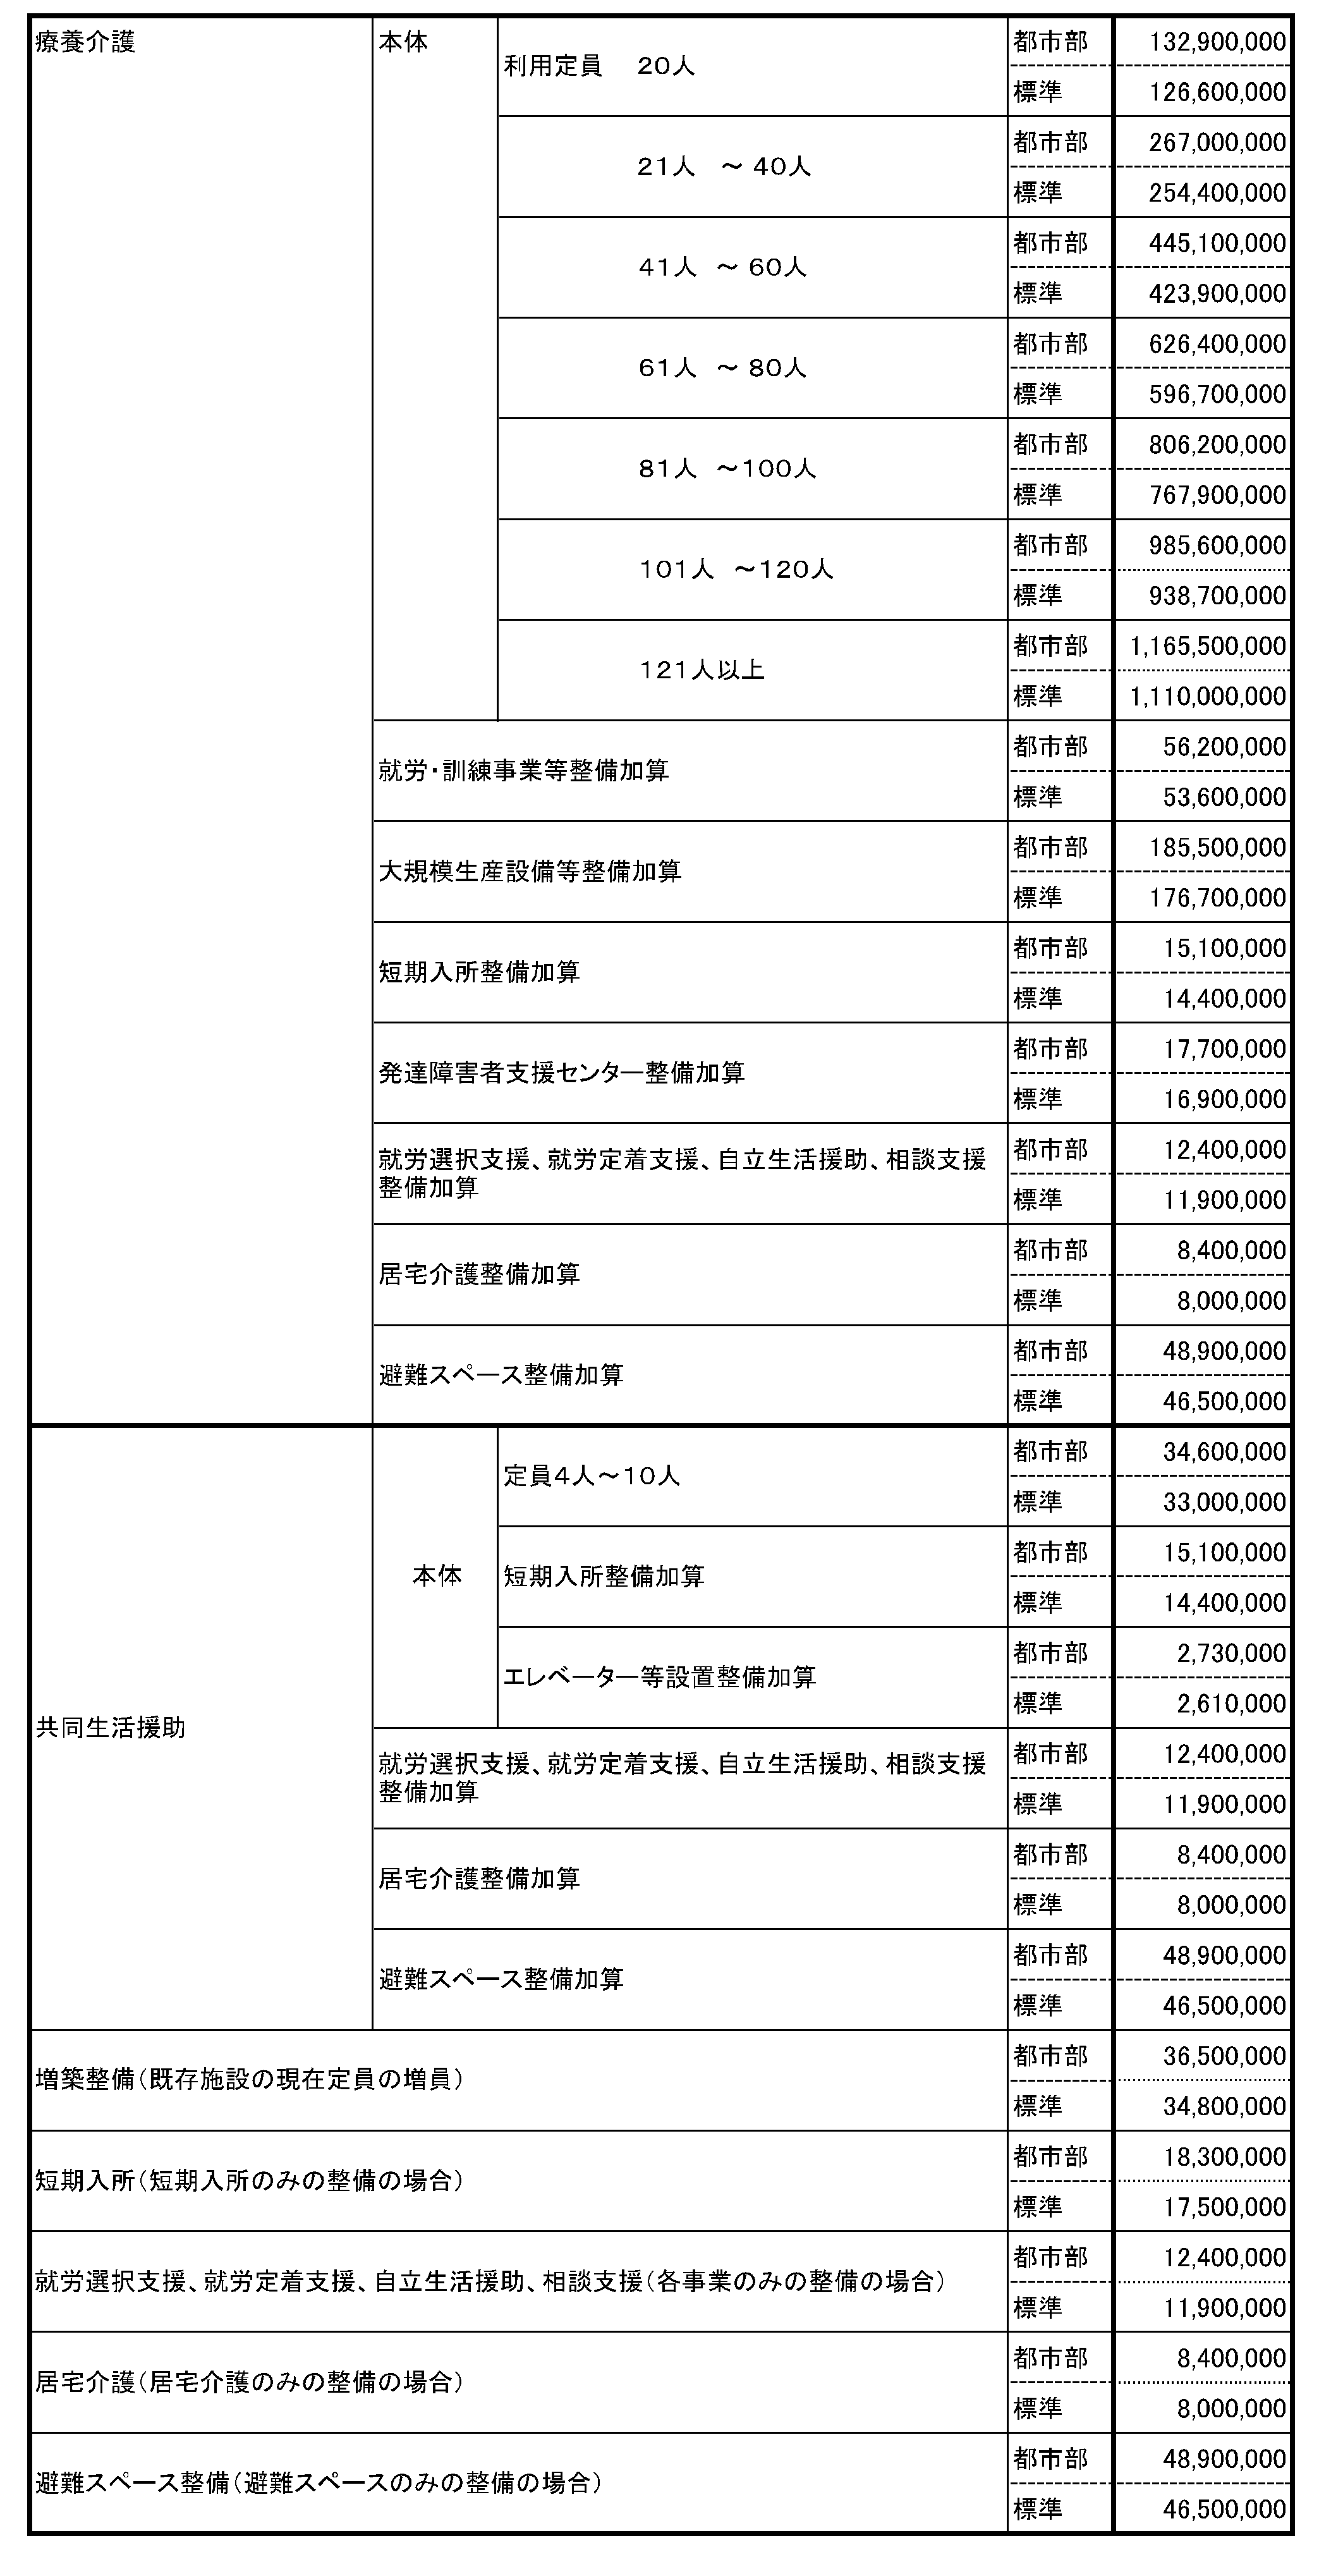 療養介護 本体 利用定員 20人 都市部 132,900,000
標準 126,600,000
21人 ～ 40人 都市部 267,000,000
標準 254,400,000
41人 ～ 60人 都市部 445,100,000
標準 423,900,000
61人 ～ 80人 都市部 626,400,000
標準 596,700,000
81人 ～100人 都市部 806,200,000
標準 767,900,000
101人 ～120人 都市部 985,600,000
標準 938,700,000
121人以上 都市部 1,165,500,000
標準 1,110,000,000
就労・訓練事業等整備加算 都市部 56,200,000
標準 53,600,000
大規模生産設備等整備加算 都市部 185,500,000
標準 176,700,000
短期入所整備加算 都市部 15,100,000
標準 14,400,000
発達障害者支援センター整備加算 都市部 17,700,000
標準 16,900,000
就労選択支援、就労定着支援、自立生活援助、相談支援 都市部 12,400,000
整備加算 標準 11,900,000
居宅介護整備加算 都市部 8,400,000
標準 8,000,000
避難スペース整備加算 都市部 48,900,000
標準 46,500,000
共同生活援助 本体 定員4人～10人 都市部 34,600,000
標準 33,000,000
短期入所整備加算 都市部 15,100,000
標準 14,400,000
エレベーター等設置整備加算 都市部 2,730,000
標準 2,610,000
就労選択支援、就労定着支援、自立生活援助、相談支援 都市部 12,400,000
整備加算 標準 11,900,000
居宅介護整備加算 都市部 8,400,000
標準 8,000,000
避難スペース整備加算 都市部 48,900,000
標準 46,500,000
増築整備（既存施設の現在定員の増員） 都市部 36,500,000
標準 34,800,000
短期入所（短期入所のみの整備の場合） 都市部 18,300,000
標準 17,500,000
就労選択支援、就労定着支援、自立生活援助、相談支援（各事業のみの整備の場合） 都市部 12,400,000
標準 11,900,000
居宅介護（居宅介護のみの整備の場合） 都市部 8,400,000
標準 8,000,000
避難スペース整備（避難スペースのみの整備の場合） 都市部 48,900,000
標準 46,500,000